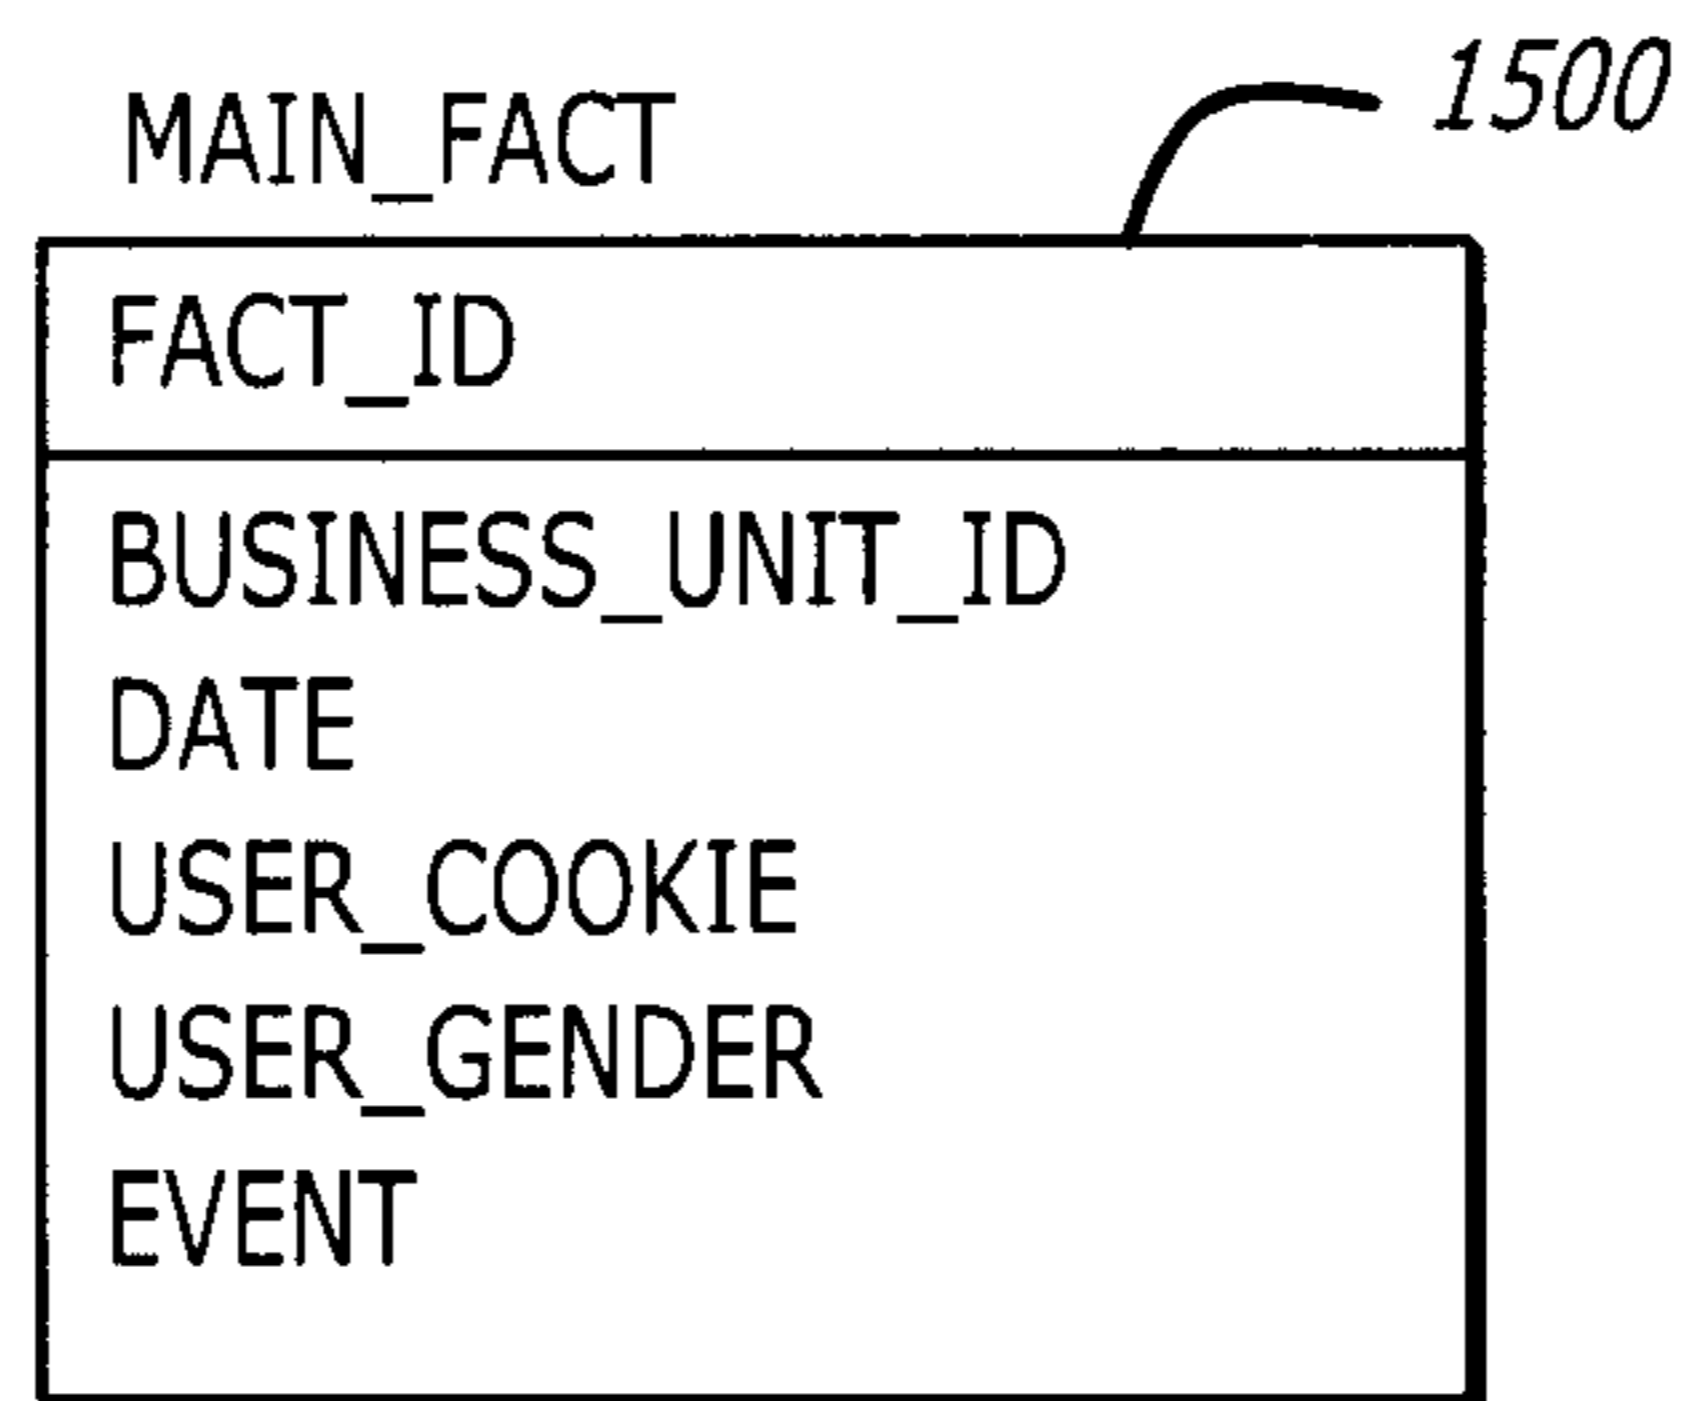 1500
MAIN_FACT
FACT_ID
BUSINESS_UNIT_ID
DATE
USER_COOKIE
USER_GENDER
EVENT